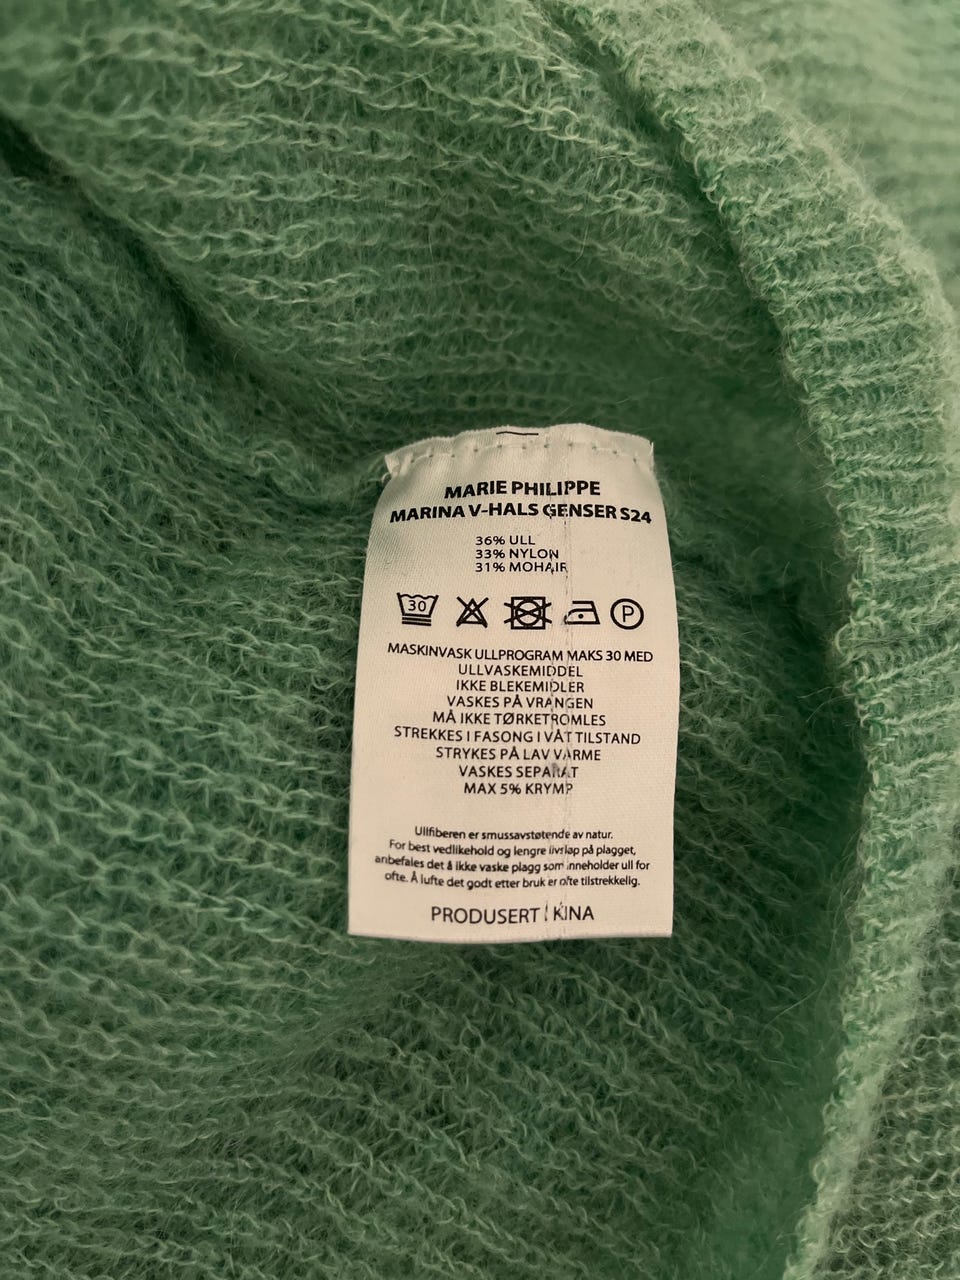 MARIE PHILIPPE
MARINA V-HALS GENSER S24
36% ULL
33% NYLON
31% MOHAIR
30
P
MASKINVASK ULLPROGRAM MAKS 30 MED
ULLVASKEMIDDEL
IKKE BLEKEMIDLER
VASKES PÅ VRANGEN
MÅ IKKE TØRKETROMLES
STREKKES I FASONG I VÅT TILSTAND
STRYKES PÅ LAV VARME
VASKES SEPARAT
MAX 5% KRYMP
Ullfiberen er smussavstøtende av natur.
For best vedlikehold og lengre livsløp på plagget,
anbefales det å ikke vaske plagg som inneholder ull for
ofte. Å lufte det godt etter bruk er ofte tilstrekkelig.
PRODUSERT I KINA